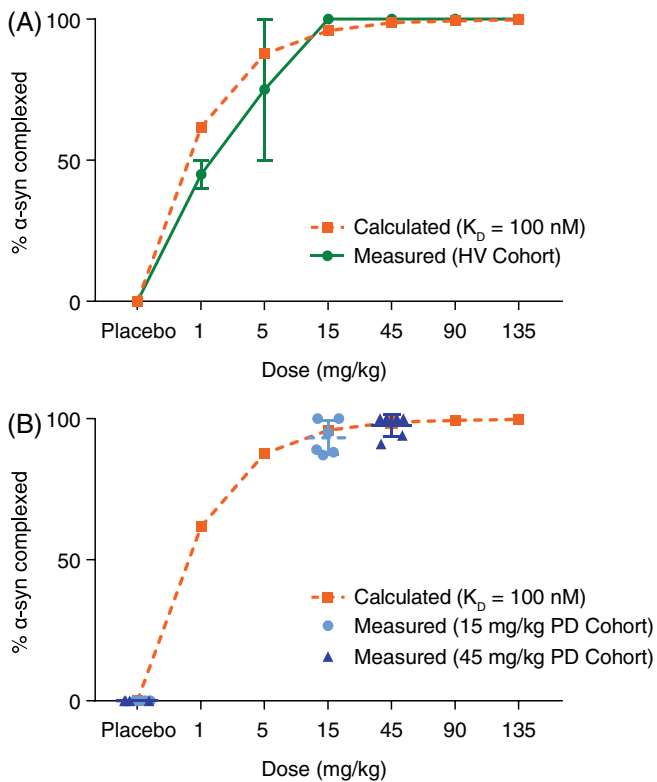 (A)
100
50
0
% α-syn complexed
Calculated (K_D = 100 nM)
Measured (HV Cohort)
Placebo 1 5 15 45 90 135
Dose (mg/kg)
(B)
100
50
0
% α-syn complexed
Calculated (K_D = 100 nM)
Measured (15 mg/kg PD Cohort)
Measured (45 mg/kg PD Cohort)
Placebo 1 5 15 45 90 135
Dose (mg/kg)